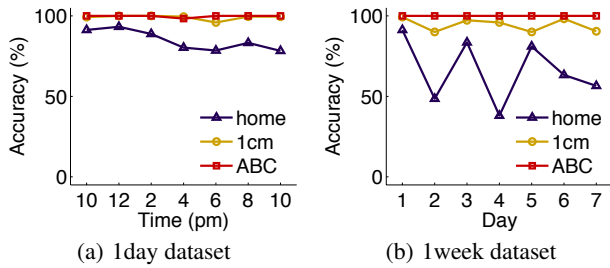 Accuracy (%)
100
50
0
home
1cm
ABC
10 12 2 4 6 8 10
Time (pm)
(a) 1day dataset
Accuracy (%)
100
50
0
home
1cm
ABC
1 2 3 4 5 6 7
Day
(b) 1week dataset